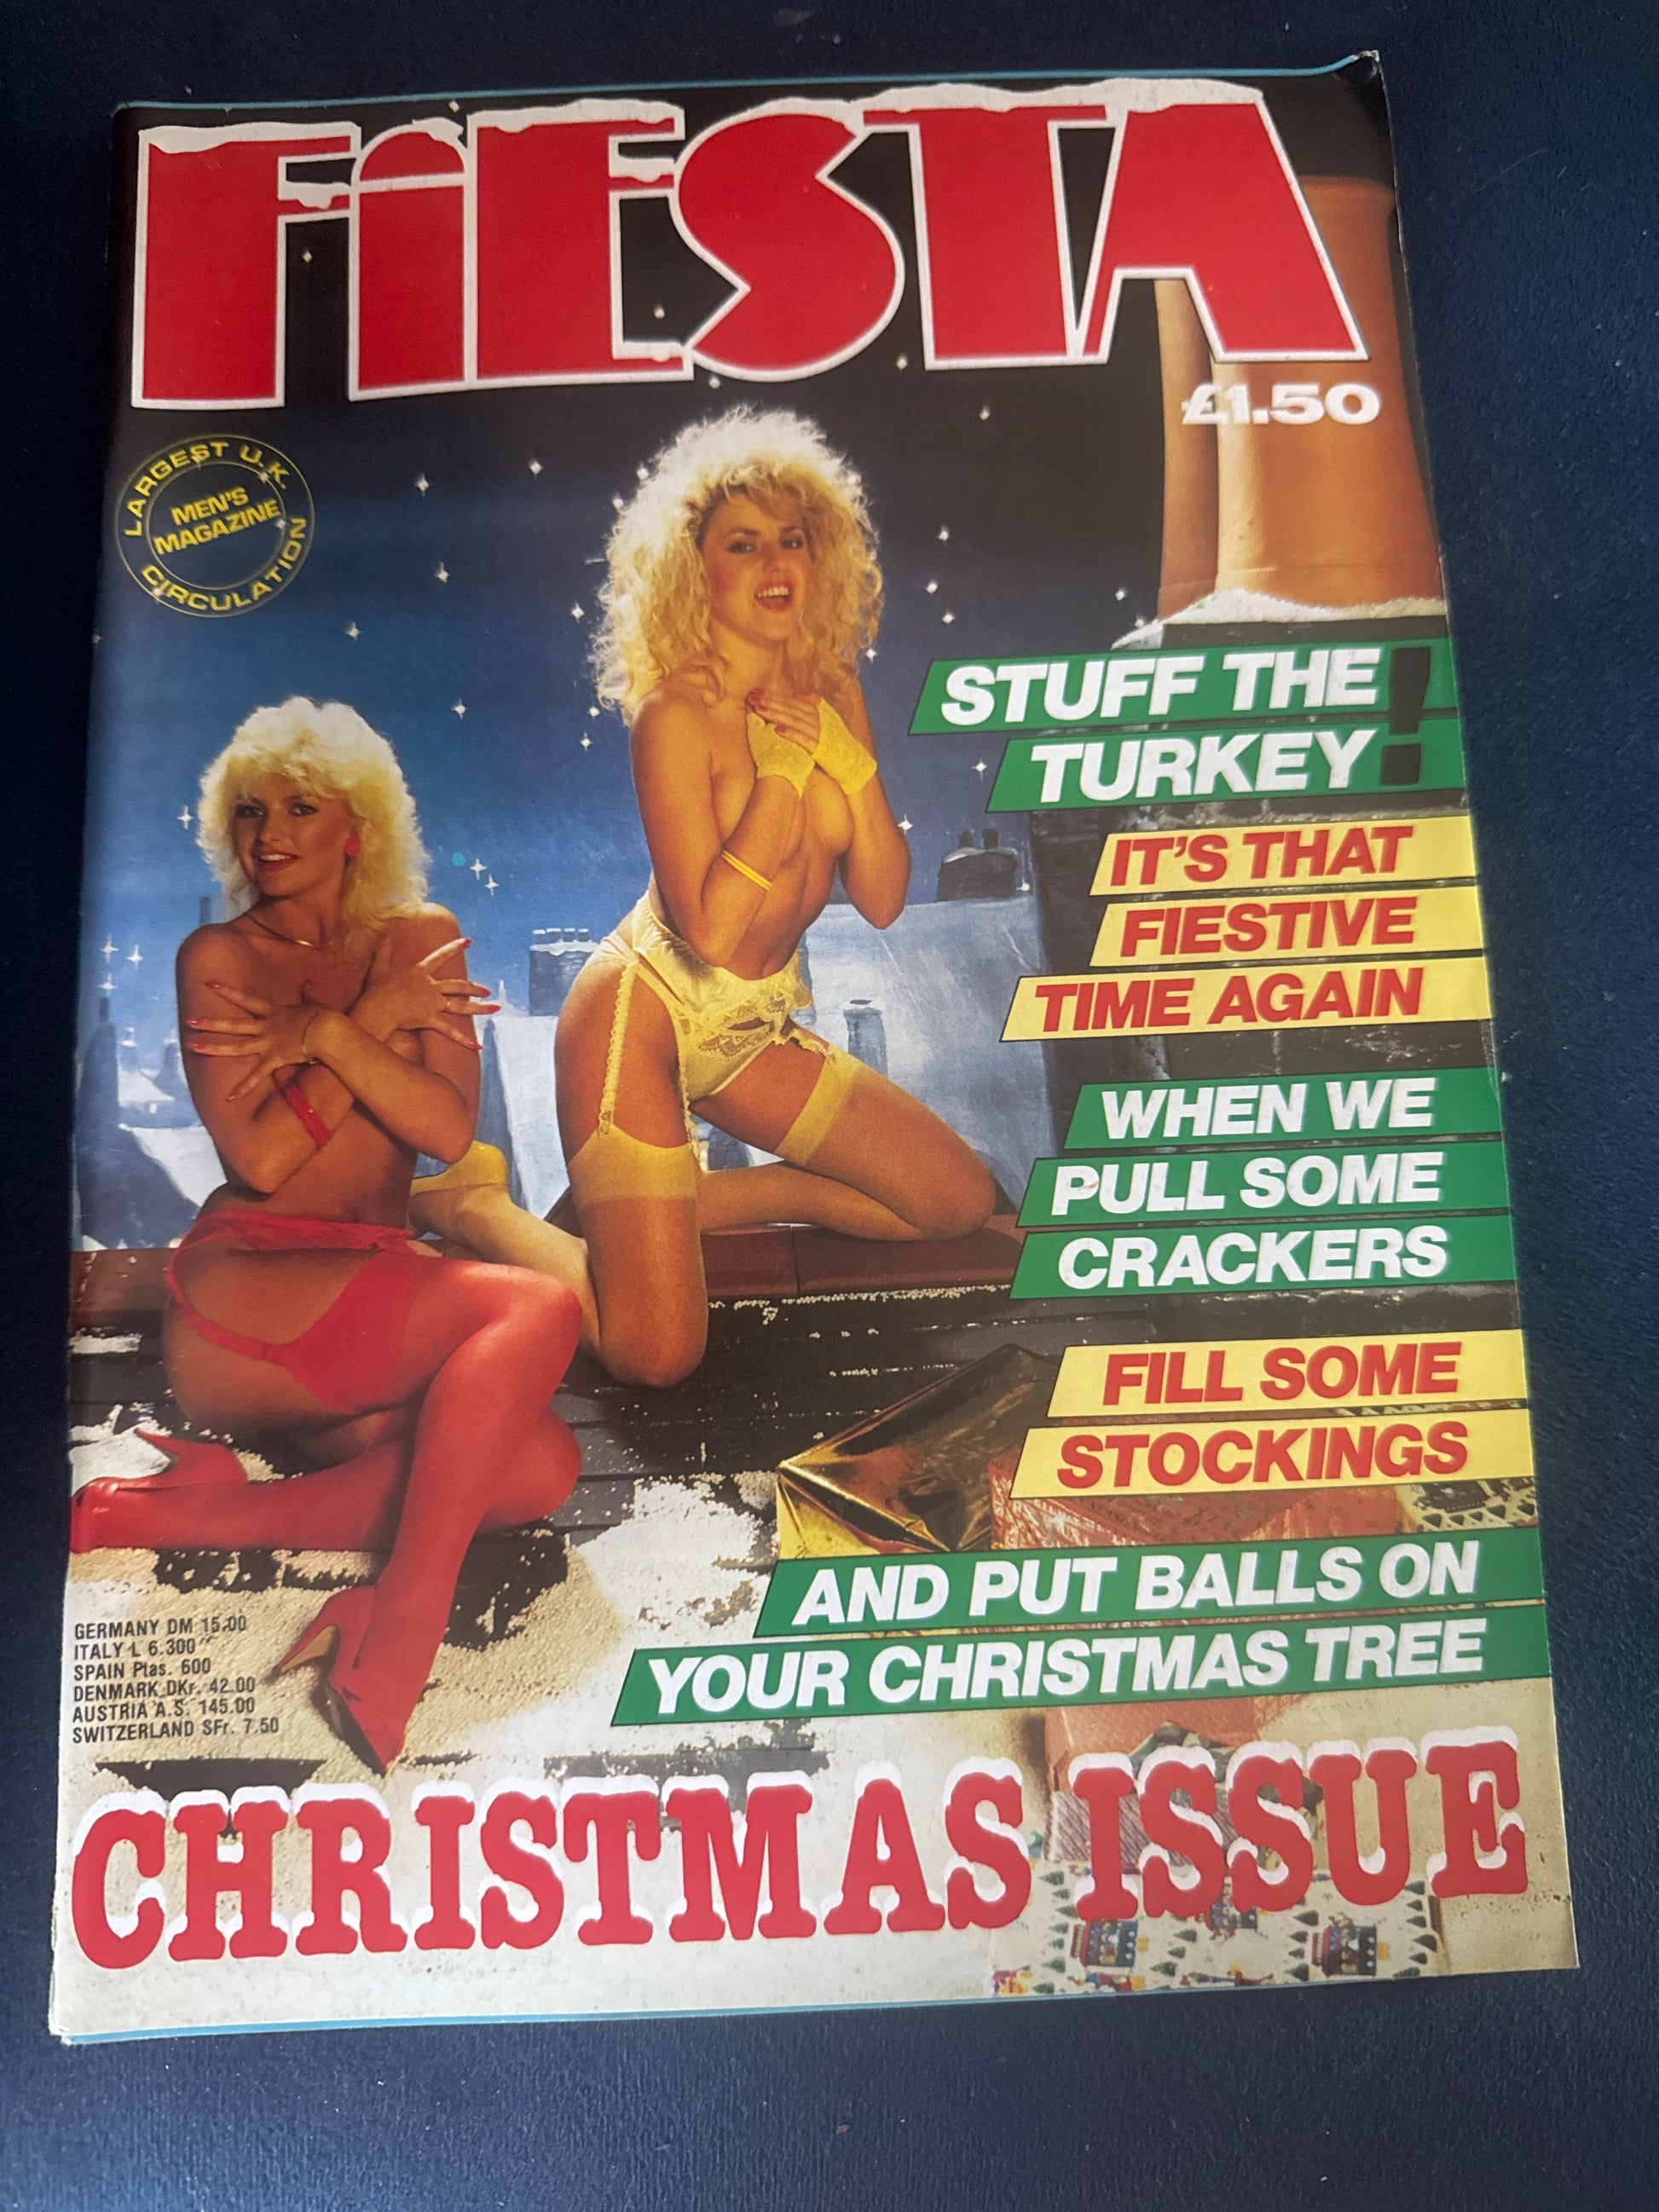 FiESTA
£1.50
LARGEST U.K.
MEN'S
MAGAZINE
CIRCULATION
STUFF THE
TURKEY!
IT'S THAT
FIESTIVE
TIME AGAIN
WHEN WE
PULL SOME
CRACKERS
FILL SOME
STOCKINGS
AND PUT BALLS ON
YOUR CHRISTMAS TREE
GERMANY DM 15.00
ITALY L 6.300
SPAIN Ptas. 600
DENMARK DKr. 42.00
AUSTRIA A.S. 145.00
SWITZERLAND SFr. 7.50
CHRISTMAS ISSUE